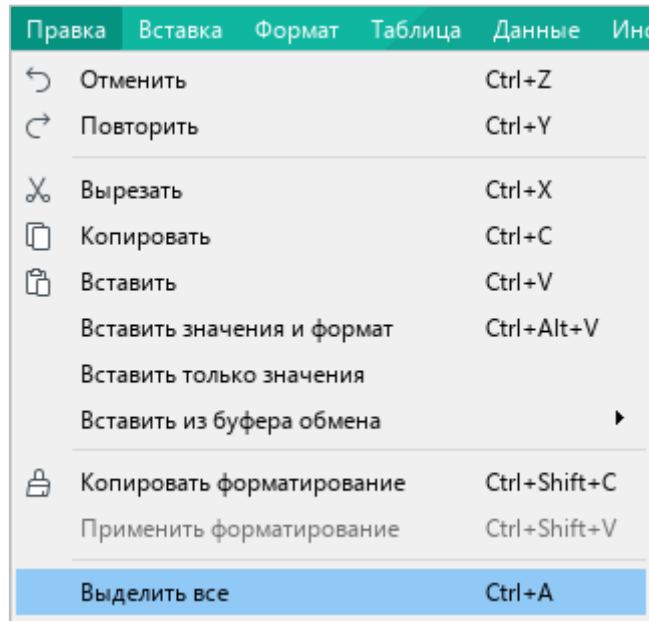 Правка Вставка Формат Таблица Данные
Отменить Ctrl+Z
Повторить Ctrl+Y
Вырезать Ctrl+X
Копировать Ctrl+C
Вставить Ctrl+V
Вставить значения и формат Ctrl+Alt+V
Вставить только значения
Вставить из буфера обмена
Копировать форматирование Ctrl+Shift+C
Применить форматирование Ctrl+Shift+V
Выделить все Ctrl+A